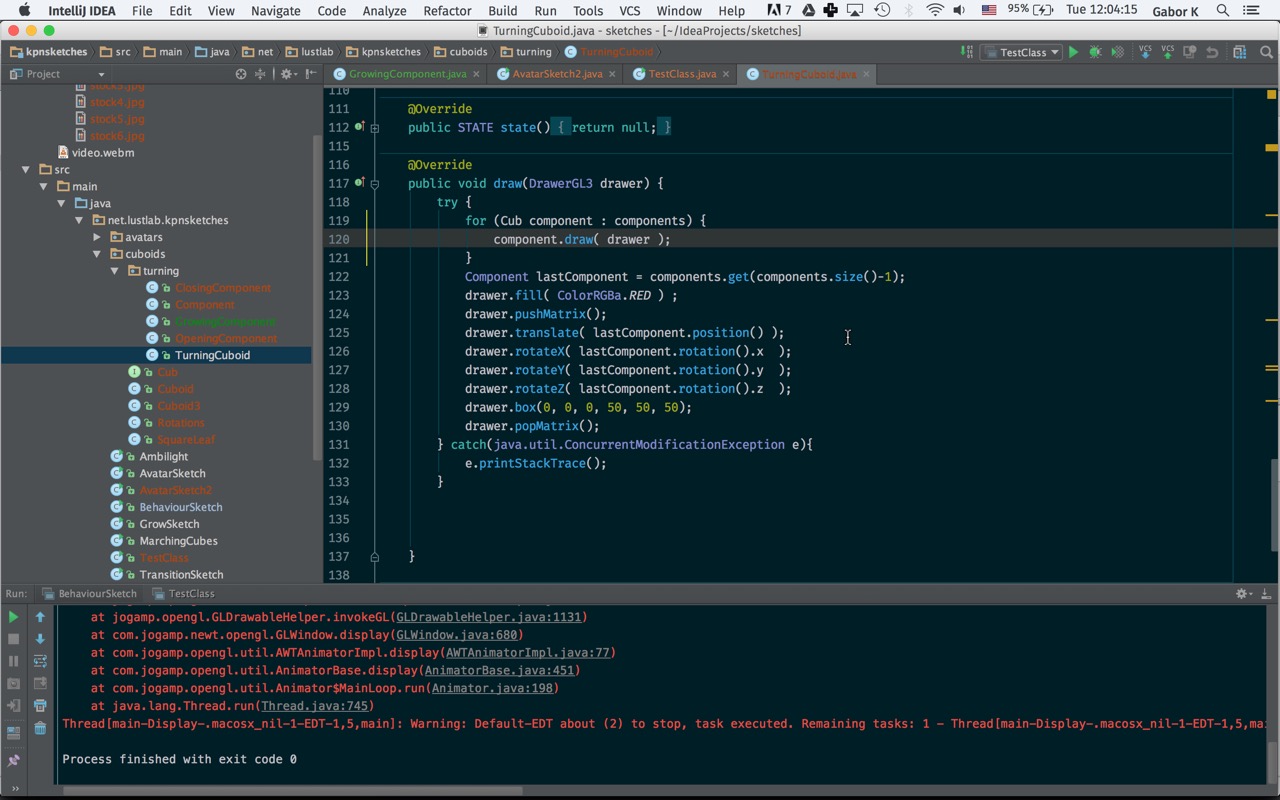 IntelliJ IDEA File Edit View Navigate Code Analyze Refactor Build Run Tools VCS Window Help 7 95% Tue 12:04:15 Gabor K
TurningCuboid.java - sketches - [~/IdeaProjects/sketches]
kpnsketches src main java net lustlab kpnsketches cuboids turning TurningCuboid TestClass VCS VCS
Project GrowingComponent.java AvatarSketch2.java TestClass.java TurningCuboid.java
stock3.jpg
stock4.jpg
stock5.jpg
stock6.jpg
video.webm
src
main
java
net.lustlab.kpnsketches
avatars
cuboids
turning
ClosingComponent
Component
GrowingComponent
OpeningComponent
TurningCuboid
Cub
Cuboid
Cuboid3
Rotations
SquareLeaf
Ambilight
AvatarSketch
AvatarSketch2
BehaviourSketch
GrowSketch
MarchingCubes
TestClass
TransitionSketch
110
111 @Override
112 public STATE state() { return null; }
115
116 @Override
117 public void draw(DrawerGL3 drawer) {
118 try {
119 for (Cub component : components) {
120 component.draw( drawer );
121 }
122 Component lastComponent = components.get(components.size()-1);
123 drawer.fill( ColorRGBa.RED ) ;
124 drawer.pushMatrix();
125 drawer.translate( lastComponent.position() );
126 drawer.rotateX( lastComponent.rotation().x );
127 drawer.rotateY( lastComponent.rotation().y );
128 drawer.rotateZ( lastComponent.rotation().z );
129 drawer.box(0, 0, 0, 50, 50, 50);
130 drawer.popMatrix();
131 } catch(java.util.ConcurrentModificationException e){
132 e.printStackTrace();
133 }
134
135
136
137 }
138
Run: BehaviourSketch TestClass
at jogamp.opengl.GLDrawableHelper.invokeGL(GLDrawableHelper.java:1131)
at com.jogamp.newt.opengl.GLWindow.display(GLWindow.java:680)
at com.jogamp.opengl.util.AWTAnimatorImpl.display(AWTAnimatorImpl.java:77)
at com.jogamp.opengl.util.AnimatorBase.display(AnimatorBase.java:451)
at com.jogamp.opengl.util.Animator$MainLoop.run(Animator.java:198)
at java.lang.Thread.run(Thread.java:745)
Thread[main-Display-.macosx_nil-1-EDT-1,5,main]: Warning: Default-EDT about (2) to stop, task executed. Remaining tasks: 1 - Thread[main-Display-.macosx_nil-1-EDT-1,5,ma
Process finished with exit code 0